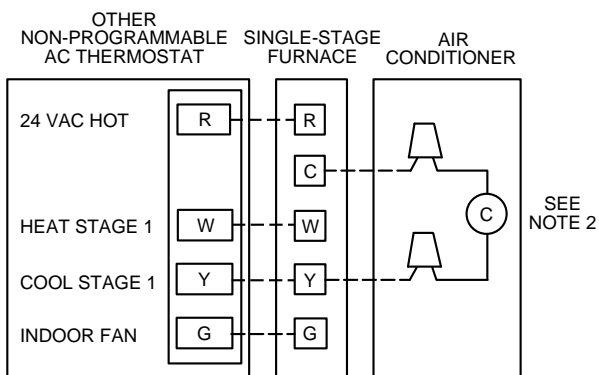 OTHER
NON-PROGRAMMABLE
AC THERMOSTAT
SINGLE-STAGE
FURNACE
AIR
CONDITIONER
24 VAC HOT
R
R
C
HEAT STAGE 1
W
W
C
SEE
NOTE 2
COOL STAGE 1
Y
Y
INDOOR FAN
G
G